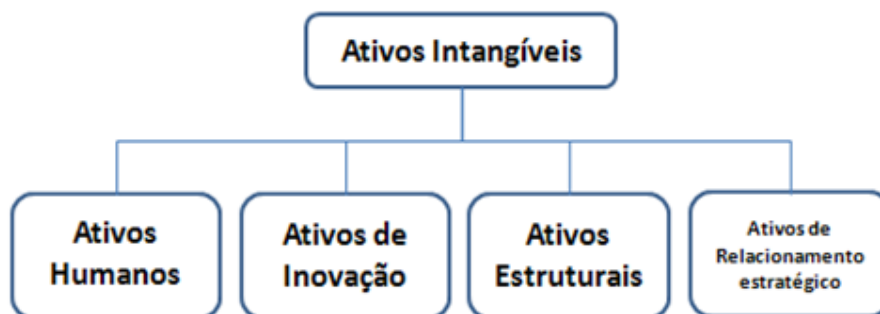 Ativos Intangíveis
Ativos
Humanos
Ativos de
Inovação
Ativos
Estruturais
Ativos de
Relacionamento
estratégico